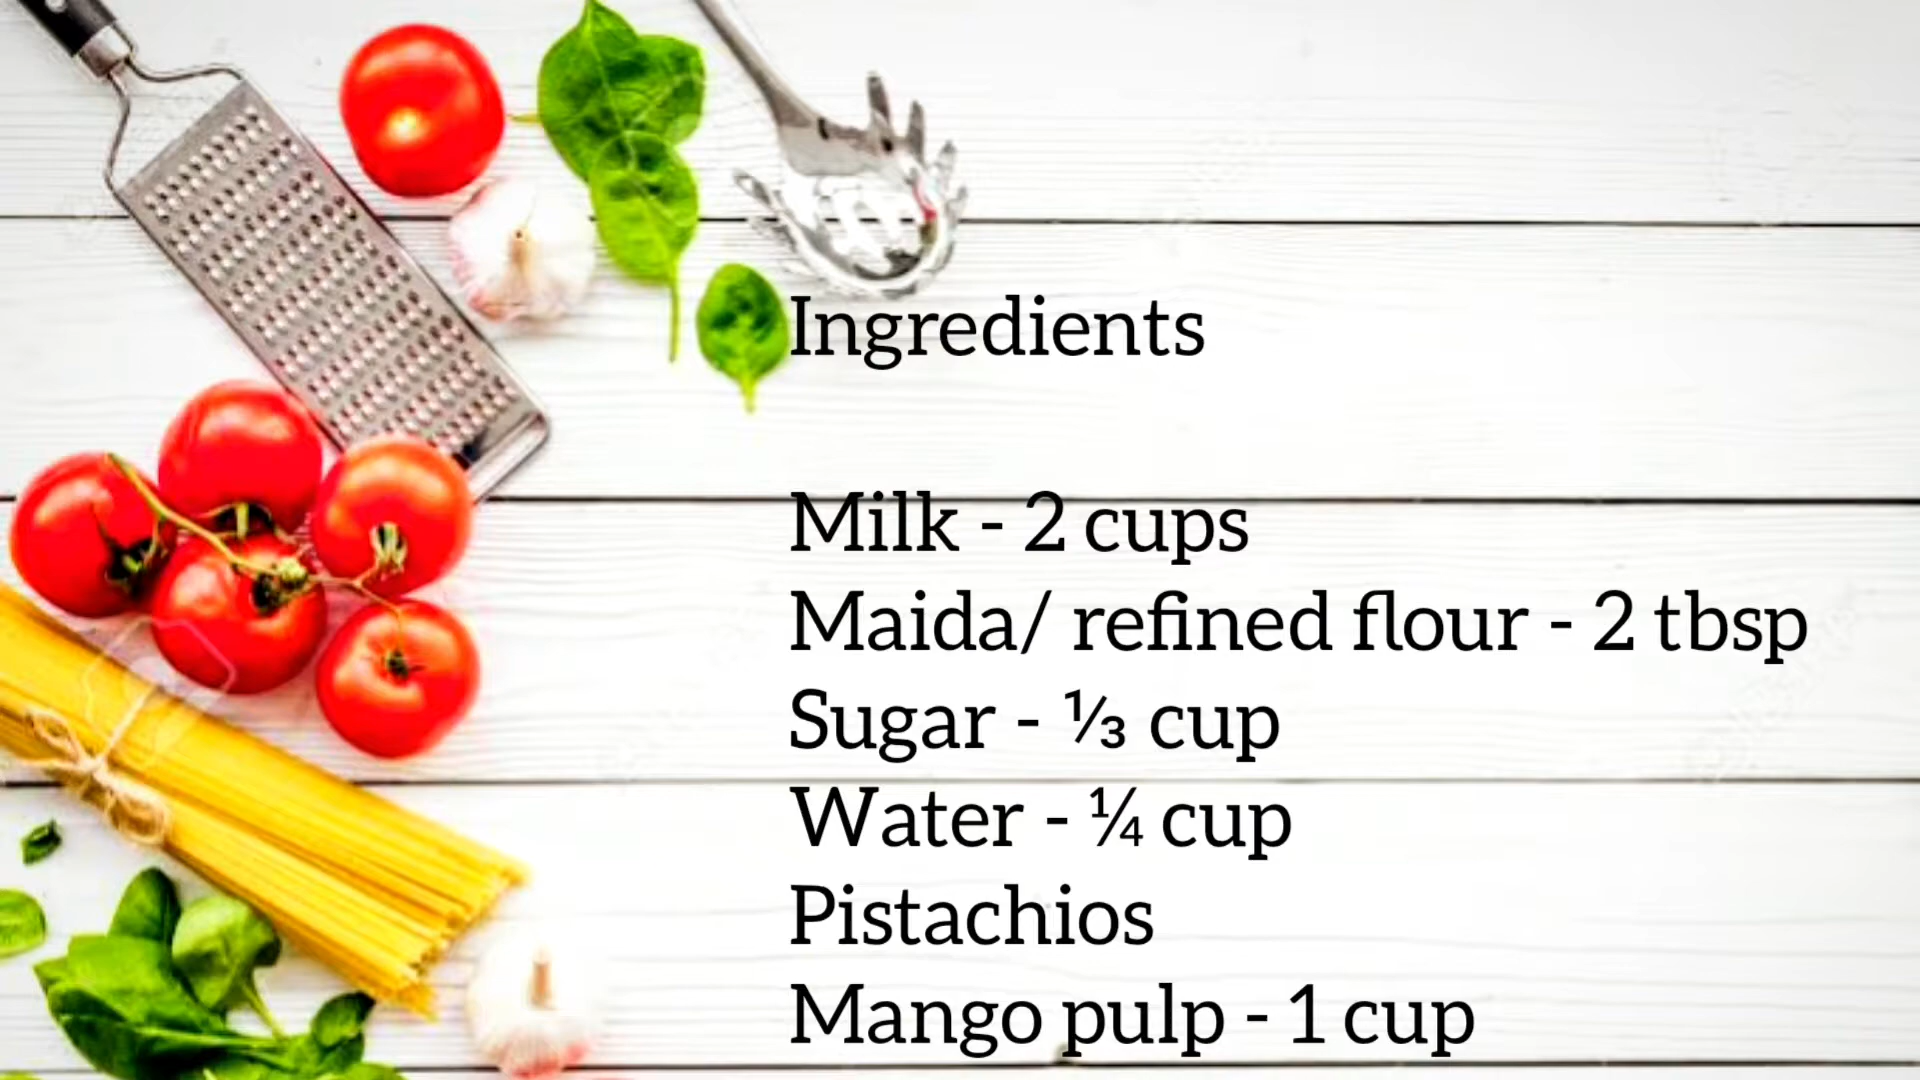 Ingredients
Milk - 2 cups
Maida/ refined flour - 2 tbsp
Sugar - ⅓ cup
Water - ¼ cup
Pistachios
Mango pulp - 1 cup